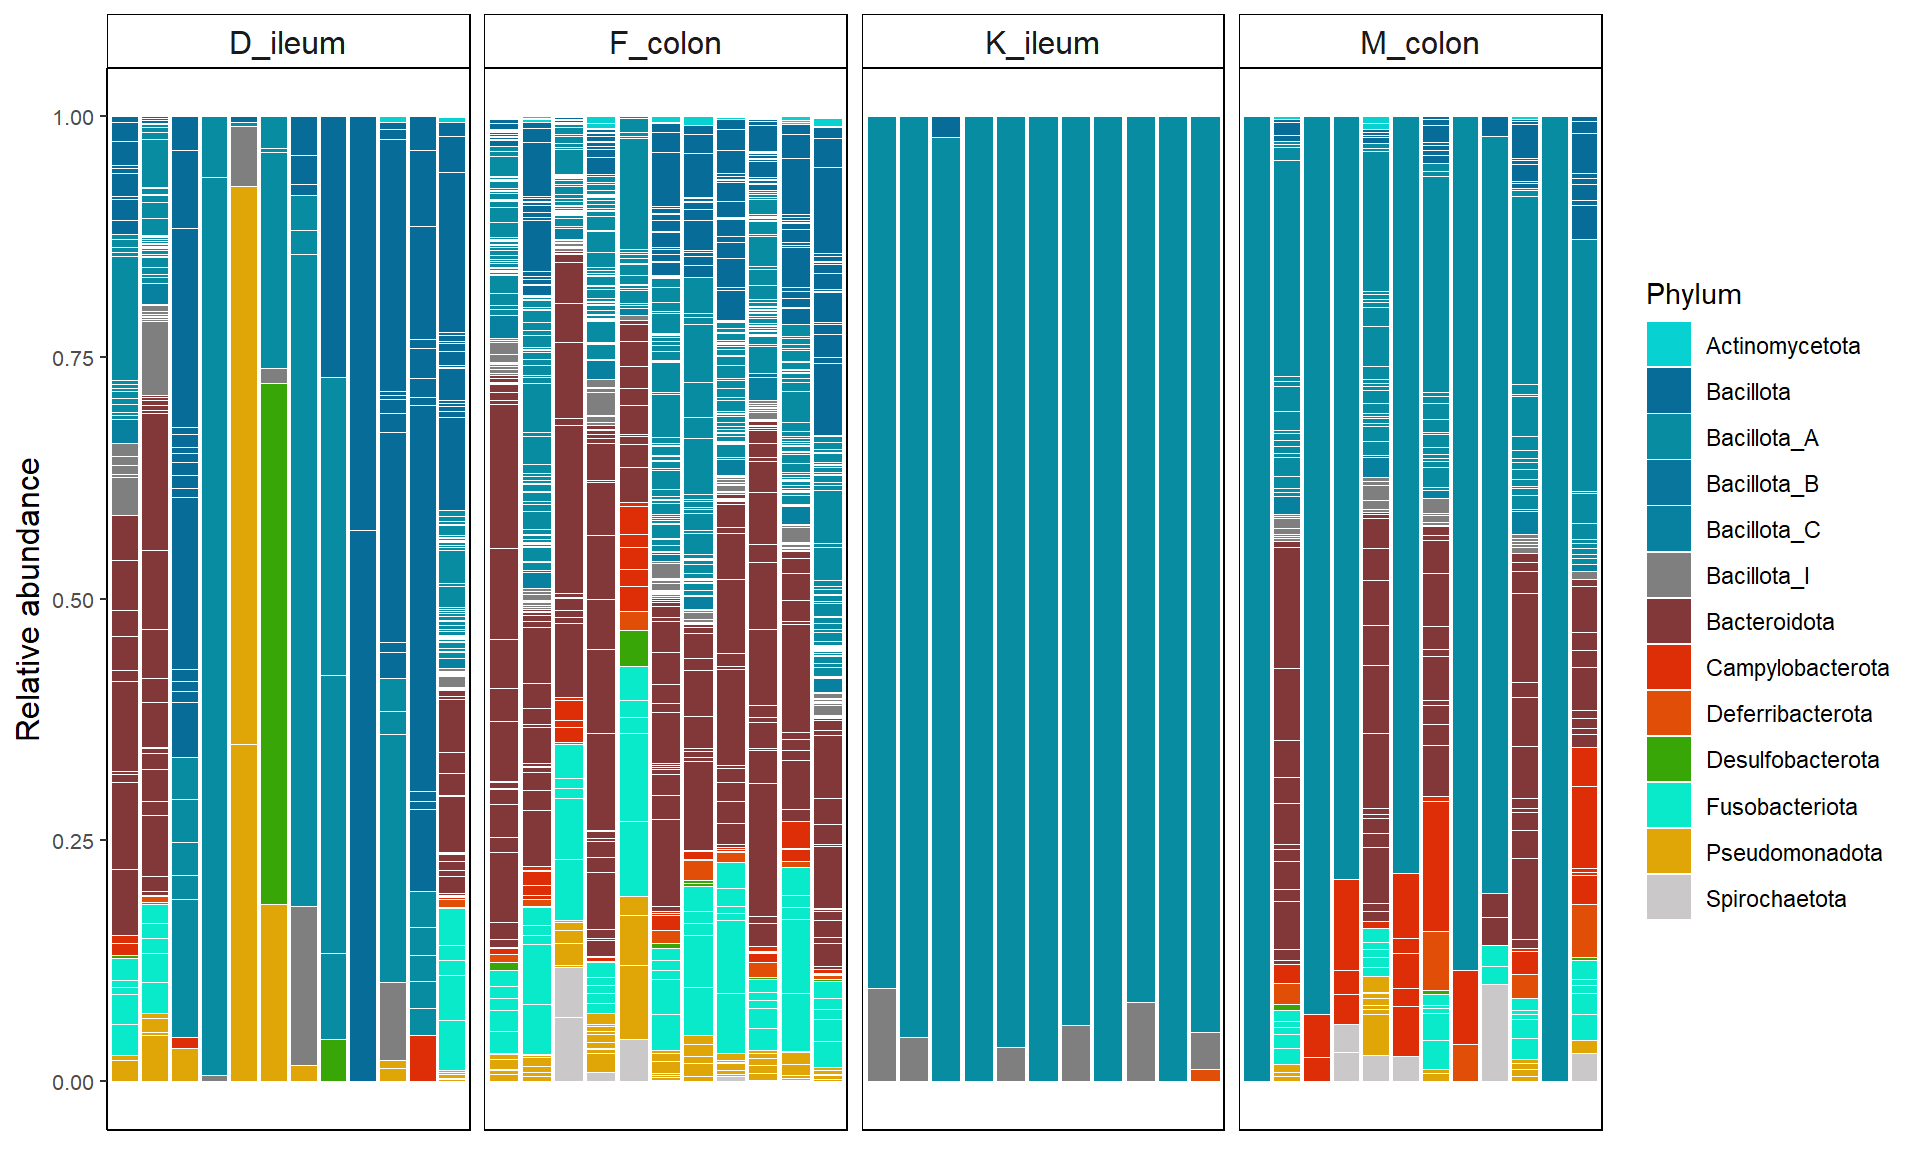 D_ileum
F_colon
K_ileum
M_colon
1.00
0.75
0.50
0.25
0.00
Relative abundance
Phylum
Actinomycetota
Bacillota
Bacillota_A
Bacillota_B
Bacillota_C
Bacillota_I
Bacteroidota
Campylobacterota
Deferribacterota
Desulfobacterota
Fusobacteriota
Pseudomonadota
Spirochaetota